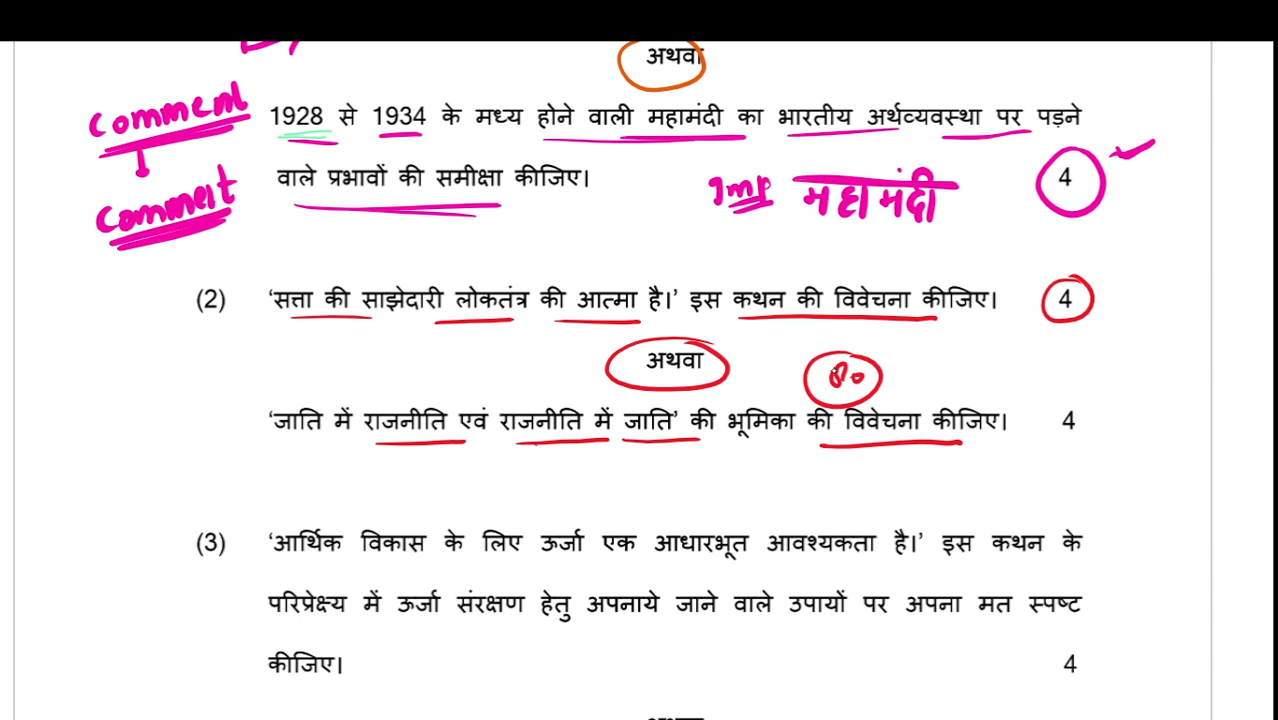 अथवा
Comment 1928 से 1934 के मध्य होने वाली महामंदी का भारतीय अर्थव्यवस्था पर पड़ने
वाले प्रभावों की समीक्षा कीजिए। 4
Comment Imp महामंदी
(2) 'सत्ता की साझेदारी लोकतंत्र की आत्मा है।' इस कथन की विवेचना कीजिए। 4
अथवा
'जाति में राजनीति एवं राजनीति में जाति' की भूमिका की विवेचना कीजिए। 4
(3) 'आर्थिक विकास के लिए ऊर्जा एक आधारभूत आवश्यकता है।' इस कथन के
परिप्रेक्ष्य में ऊर्जा संरक्षण हेतु अपनाये जाने वाले उपायों पर अपना मत स्पष्ट
कीजिए। 4